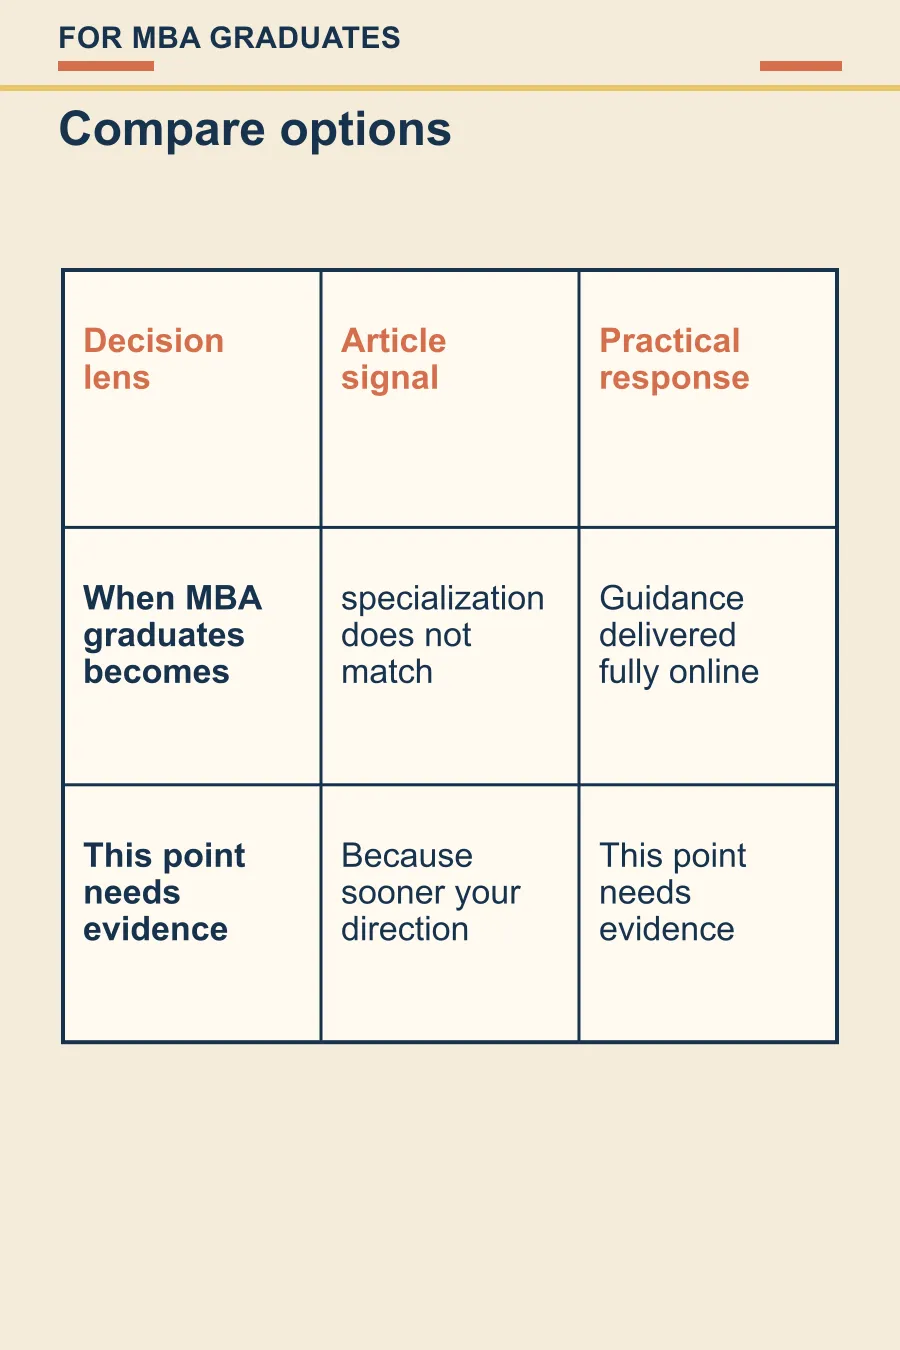 FOR MBA GRADUATES
Compare options
Decision
lens
Article
signal
Practical
response
When MBA
graduates
becomes
specialization
does not
match
Guidance
delivered
fully online
This point
needs
evidence
Because
sooner your
direction
This point
needs
evidence